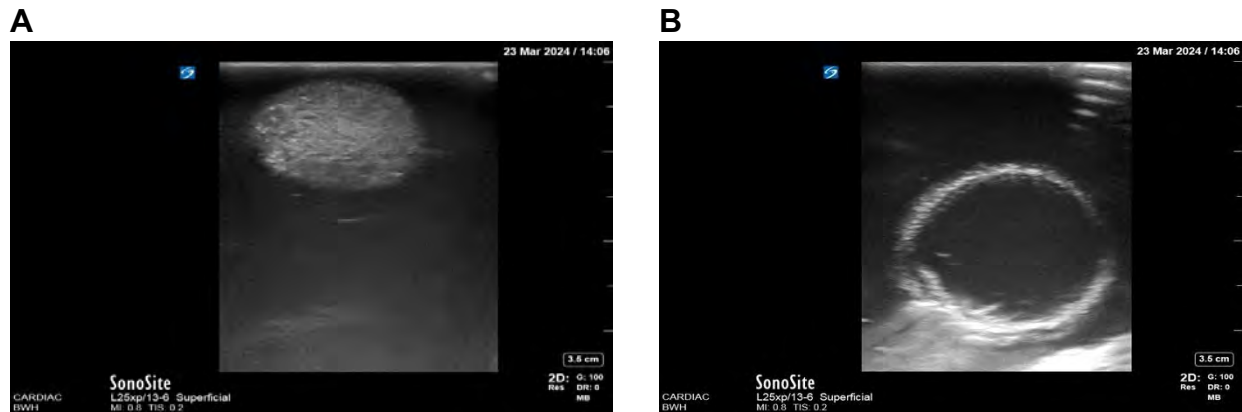 A
B
23 Mar 2024 / 14:06
23 Mar 2024 / 14:06
3.5 cm
SonoSite
2D: G: 100
Res DR: 0
MB
CARDIAC
L25xp/13-6 Superficial
BWH
MI: 0.8 TIS: 0.2
3.5 cm
SonoSite
2D: G: 100
Res DR: 0
MB
CARDIAC
L25xp/13-6 Superficial
BWH
MI: 0.8 TIS: 0.2